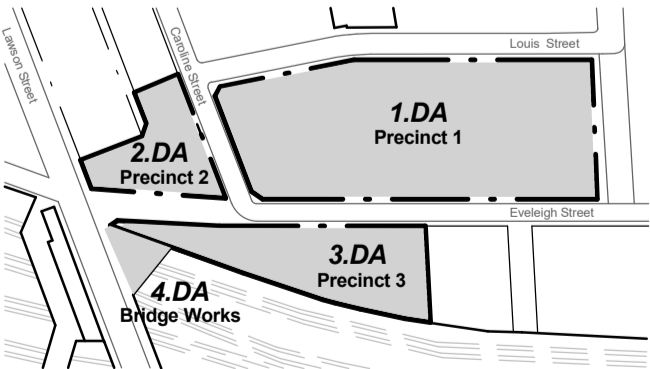 Lawson Street
Caroline Street
Louis Street
1.DA
Precinct 1
2.DA
Precinct 2
Eveleigh Street
3.DA
Precinct 3
4.DA
Bridge Works